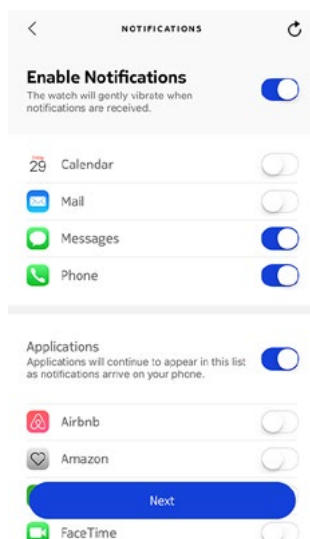 NOTIFICATIONS
Enable Notifications
The watch will gently vibrate when
notifications are received.
29 Calendar
Mail
Messages
Phone
Applications
Applications will continue to appear in this list
as notifications arrive on your phone.
Airbnb
Amazon
Next
FaceTime